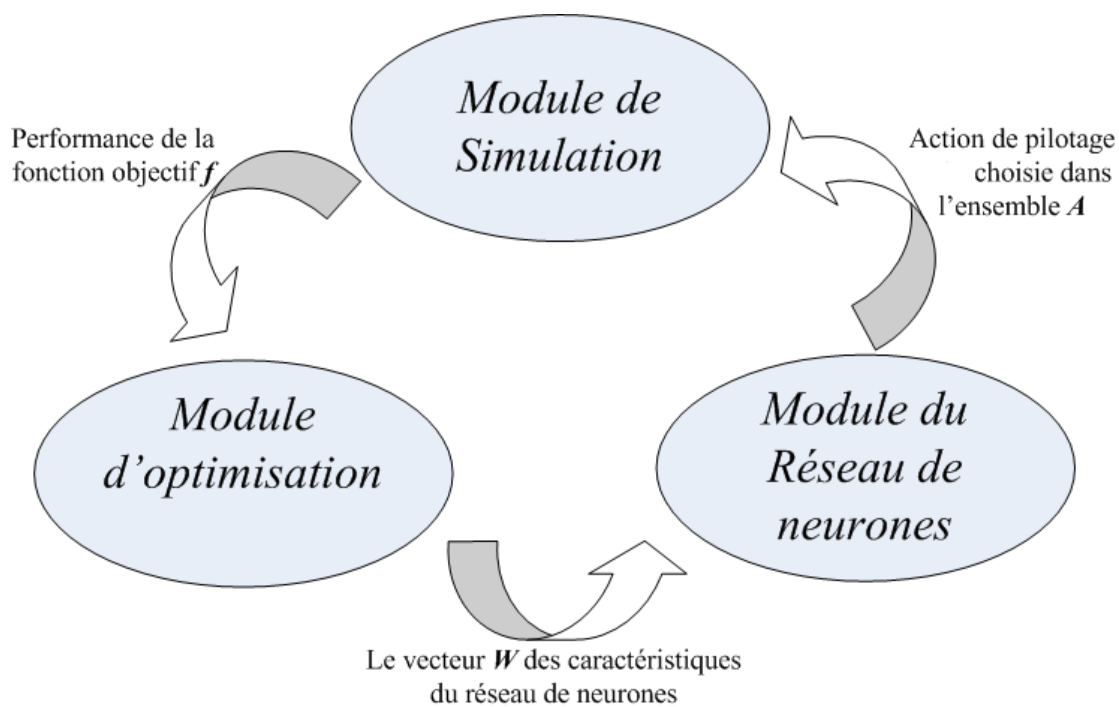 Module de
Simulation
Performance de la
fonction objectif f
Action de pilotage
choisie dans
l'ensemble A
Module
d'optimisation
Module du
Réseau de
neurones
Le vecteur W des caractéristiques
du réseau de neurones